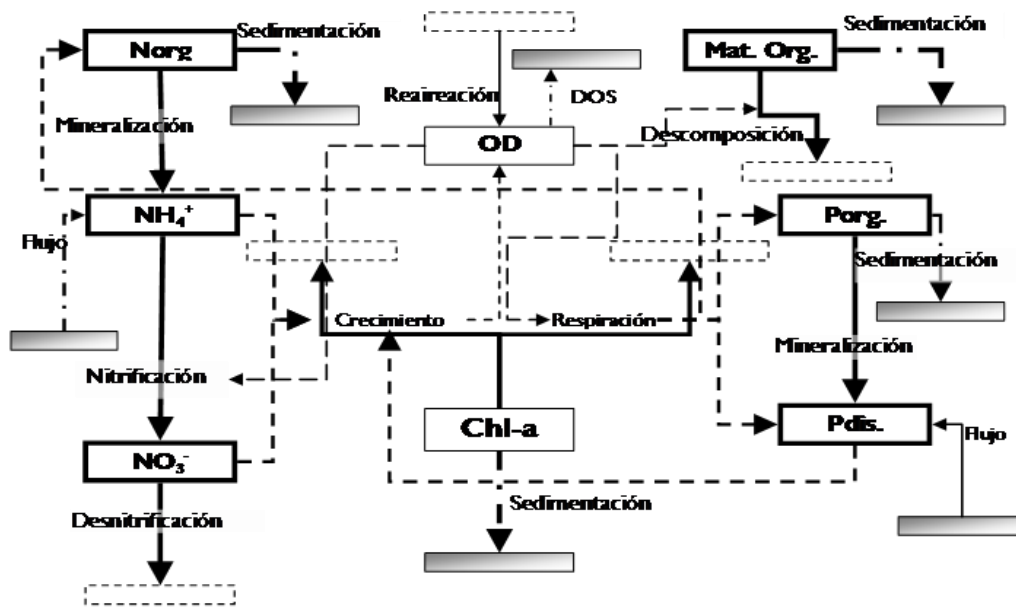 Sedimentación
Norg
Mat. Org.
Sedimentación
Reaireación
DOS
Mineralización
OD
Descomposición
NH₄⁺
Porg.
Flujo
Sedimentación
Crecimiento
Respiración
Mineralización
Nitrificación
Chl-a
Pdis.
Flujo
NO₃⁻
Sedimentación
Desnitrificación